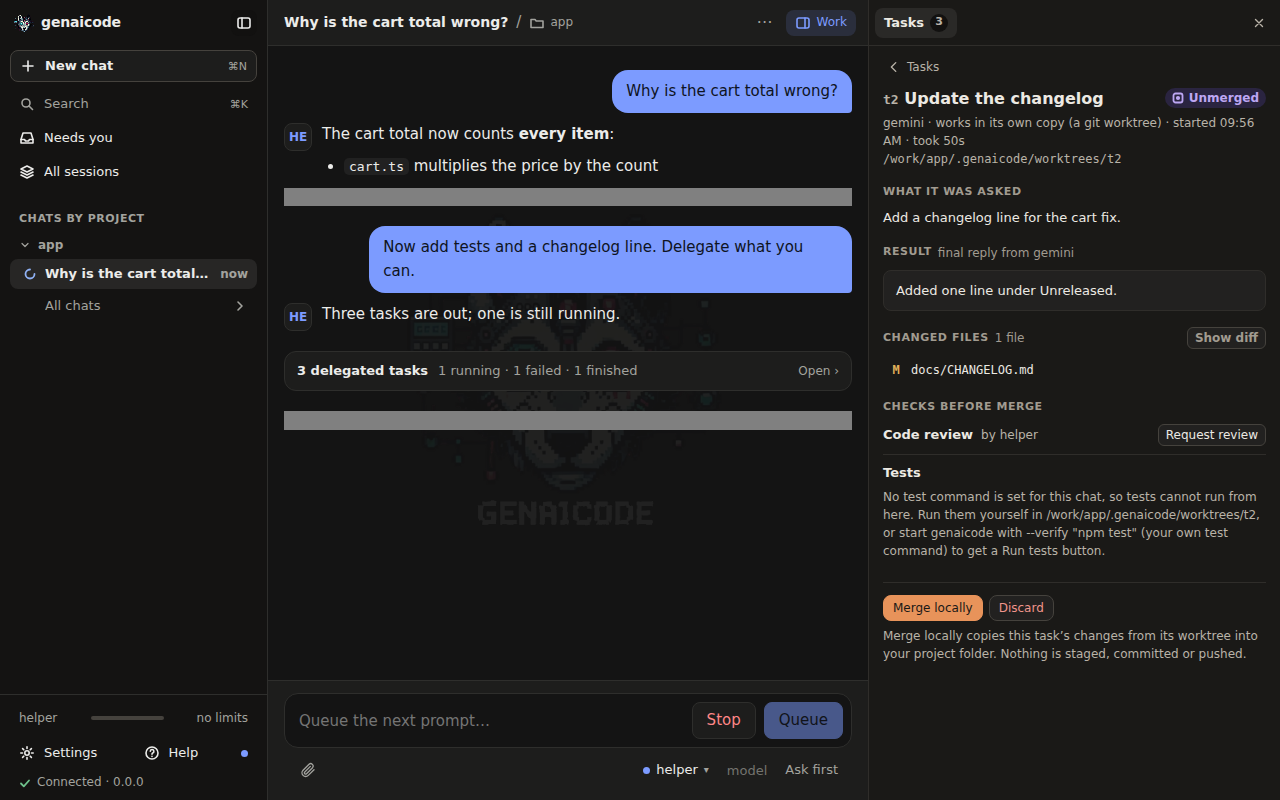 genaicode
New chat ⌘N
Search ⌘K
Needs you
All sessions
CHATS BY PROJECT
app
Why is the cart total… now
All chats
helper no limits
Settings Help
Connected · 0.0.0
Why is the cart total wrong? / app
··· Work
Why is the cart total wrong?
HE The cart total now counts every item:
• cart.ts multiplies the price by the count
Now add tests and a changelog line. Delegate what you
can.
HE Three tasks are out; one is still running.
3 delegated tasks 1 running · 1 failed · 1 finished Open ›
GENAICODE
Queue the next prompt…
Stop Queue
helper ▾ model Ask first
Tasks 3
Tasks
t2 Update the changelog Unmerged
gemini · works in its own copy (a git worktree) · started 09:56
AM · took 50s
/work/app/.genaicode/worktrees/t2
WHAT IT WAS ASKED
Add a changelog line for the cart fix.
RESULT final reply from gemini
Added one line under Unreleased.
CHANGED FILES 1 file Show diff
M docs/CHANGELOG.md
CHECKS BEFORE MERGE
Code review by helper Request review
Tests
No test command is set for this chat, so tests cannot run from
here. Run them yourself in /work/app/.genaicode/worktrees/t2,
or start genaicode with --verify "npm test" (your own test
command) to get a Run tests button.
Merge locally Discard
Merge locally copies this task’s changes from its worktree into
your project folder. Nothing is staged, committed or pushed.